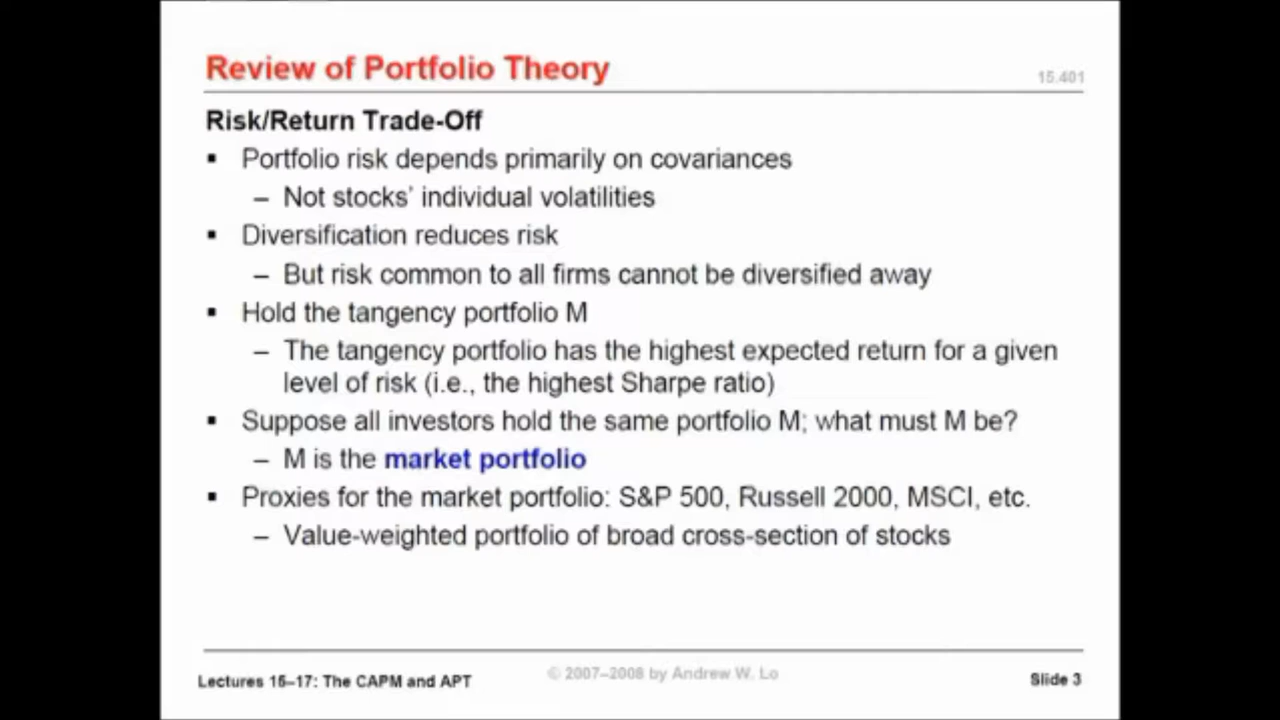 Review of Portfolio Theory
15.401
Risk/Return Trade-Off
▪ Portfolio risk depends primarily on covariances
– Not stocks' individual volatilities
▪ Diversification reduces risk
– But risk common to all firms cannot be diversified away
▪ Hold the tangency portfolio M
– The tangency portfolio has the highest expected return for a given
level of risk (i.e., the highest Sharpe ratio)
▪ Suppose all investors hold the same portfolio M; what must M be?
– M is the market portfolio
▪ Proxies for the market portfolio: S&P 500, Russell 2000, MSCI, etc.
– Value-weighted portfolio of broad cross-section of stocks
Lectures 15–17: The CAPM and APT
© 2007–2008 by Andrew W. Lo
Slide 3